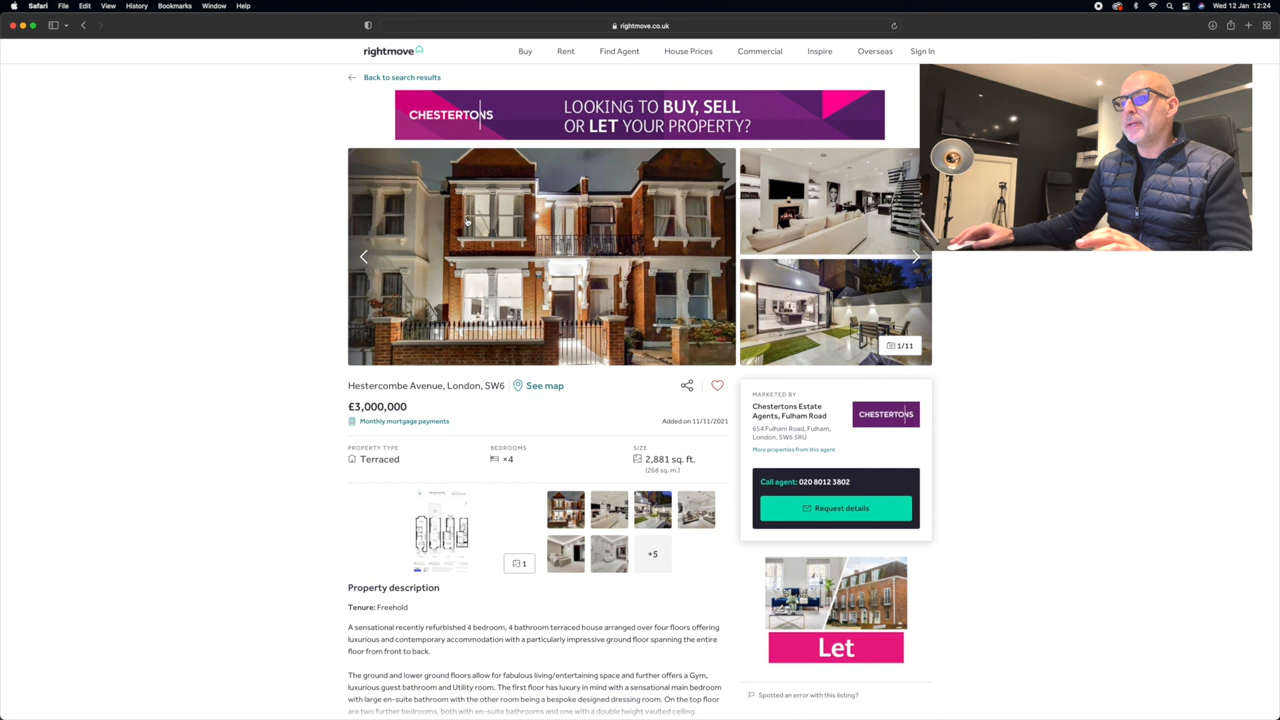 Safari File Edit View History Bookmarks Window Help
Wed 12 Jan 12:24
rightmove.co.uk
rightmove
Buy Rent Find Agent House Prices Commercial Inspire Overseas Sign In
Back to search results
CHESTERTONS
LOOKING TO BUY, SELL
OR LET YOUR PROPERTY?
1/11
Hestercombe Avenue, London, SW6
See map
£3,000,000
Monthly mortgage payments
Added on 11/11/2021
PROPERTY TYPE
Terraced
BEDROOMS
×4
SIZE
2,881 sq. ft.
(268 sq. m.)
1
+5
MARKETED BY
Chestertons Estate
Agents, Fulham Road
654 Fulham Road, Fulham,
London, SW6 5RU
More properties from this agent
CHESTERTONS
Call agent: 020 8012 3802
Request details
Let
Spotted an error with this listing?
Property description
Tenure: Freehold
A sensational recently refurbished 4 bedroom, 4 bathroom terraced house arranged over four floors offering
luxurious and contemporary accommodation with a particularly impressive ground floor spanning the entire
floor from front to back.
The ground and lower ground floors allow for fabulous living/entertaining space and further offers a Gym,
luxurious guest bathroom and Utility room. The first floor has luxury in mind with a sensational main bedroom
with large en-suite bathroom with the other room being a bespoke designed dressing room. On the top floor
are two further bedrooms, both with en-suite bathrooms and one with a double height vaulted ceiling.